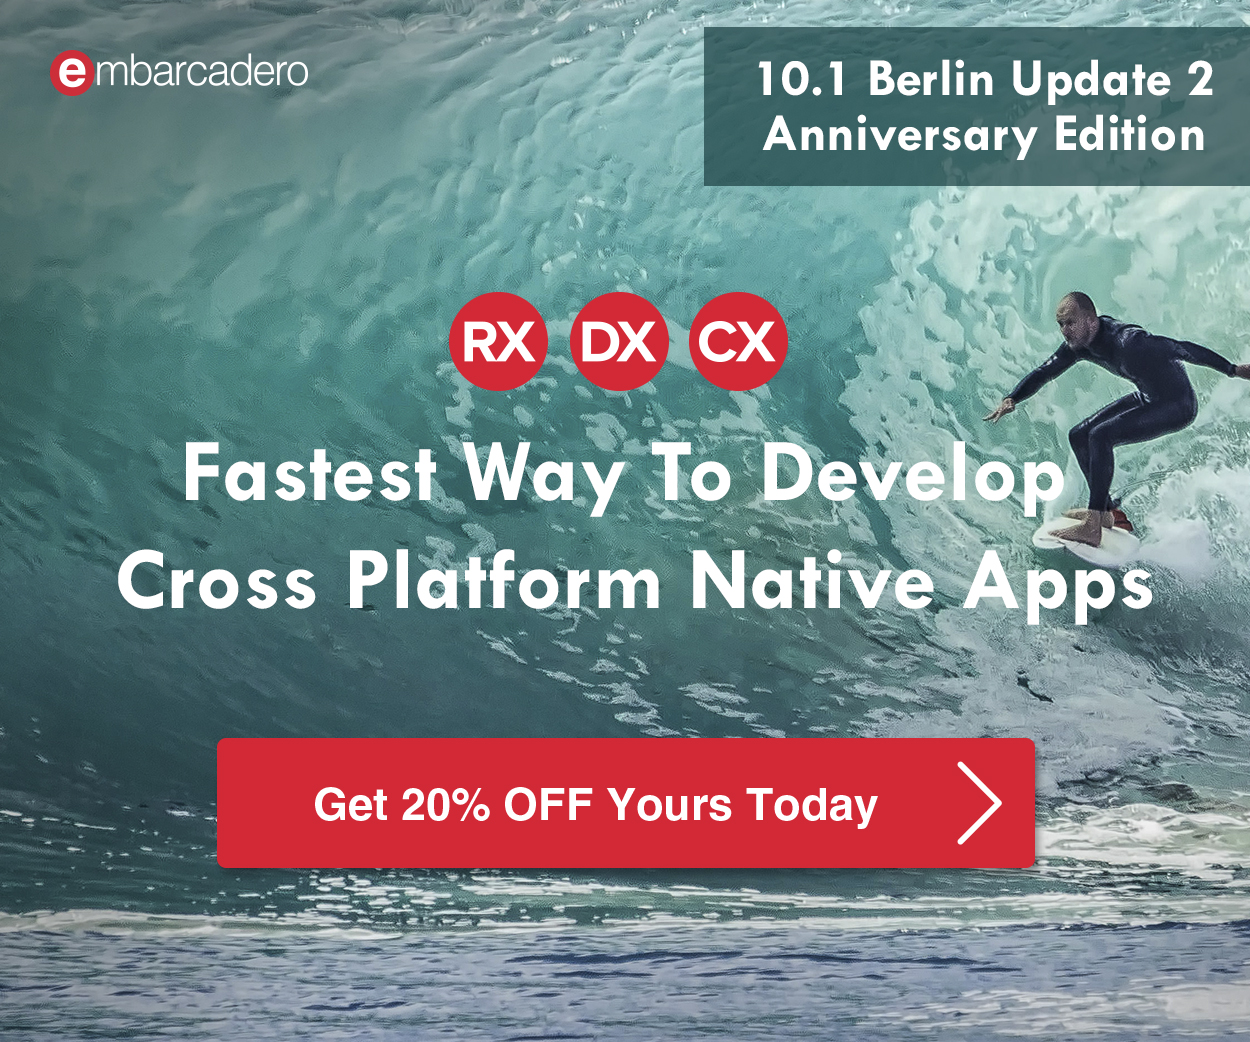 embarcadero
10.1 Berlin Update 2
Anniversary Edition
RX DX CX
Fastest Way To Develop
Cross Platform Native Apps
Get 20% OFF Yours Today